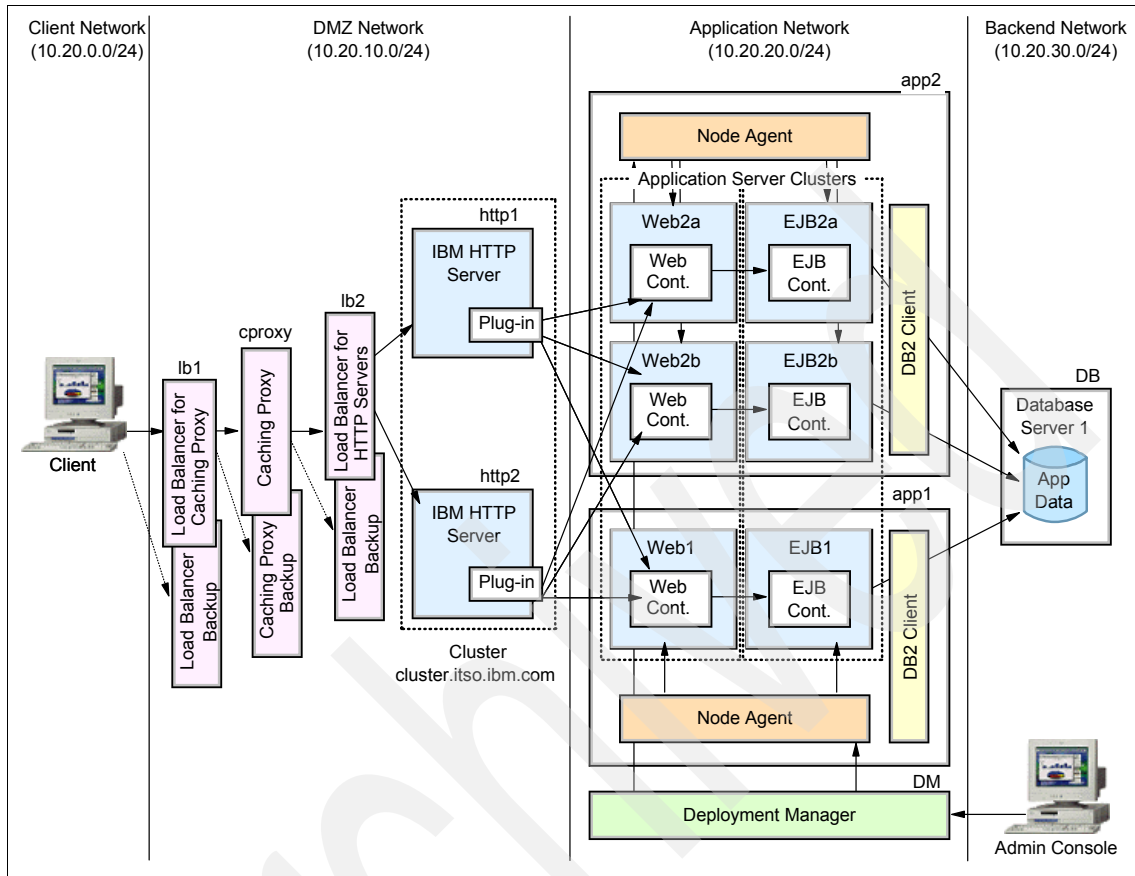 Client Network
(10.20.0.0/24)
DMZ Network
(10.20.10.0/24)
Application Network
(10.20.20.0/24)
Backend Network
(10.20.30.0/24)
app2
Node Agent
Application Server Clusters
http1
IBM HTTP
Server
Plug-in
Web2a
Web
Cont.
EJB2a
EJB
Cont.
DB2 Client
lb2
Load Balancer for
HTTP Servers
Load Balancer
Backup
cproxy
Caching Proxy
Caching Proxy
Backup
lb1
Load Balancer for
Caching Proxy
Load Balancer
Backup
Client
Web2b
Web
Cont.
EJB2b
EJB
Cont.
DB
Database
Server 1
App
Data
http2
IBM HTTP
Server
Plug-in
app1
Web1
Web
Cont.
EJB1
EJB
Cont.
DB2 Client
Cluster
cluster.itso.ibm.com
Node Agent
DM
Deployment Manager
Admin Console